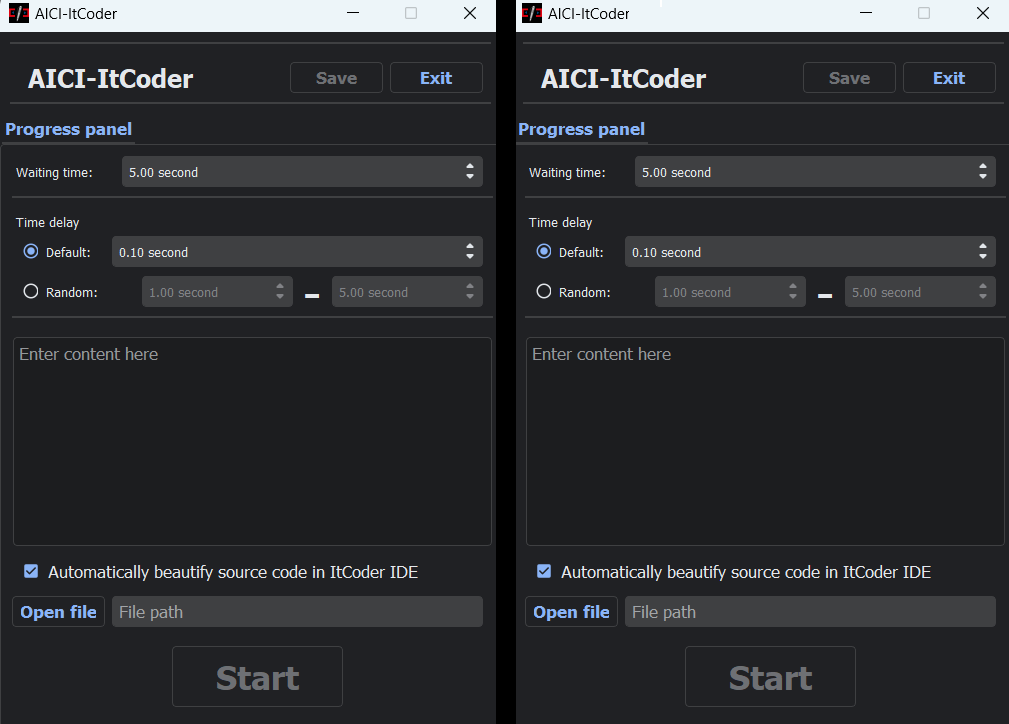 AICI-ItCoder
AICI-ItCoder
Save
Exit
Progress panel
Waiting time:
5.00 second
Time delay
Default:
0.10 second
Random:
1.00 second
5.00 second
Enter content here
Automatically beautify source code in ItCoder IDE
Open file
File path
Start
AICI-ItCoder
AICI-ItCoder
Save
Exit
Progress panel
Waiting time:
5.00 second
Time delay
Default:
0.10 second
Random:
1.00 second
5.00 second
Enter content here
Automatically beautify source code in ItCoder IDE
Open file
File path
Start